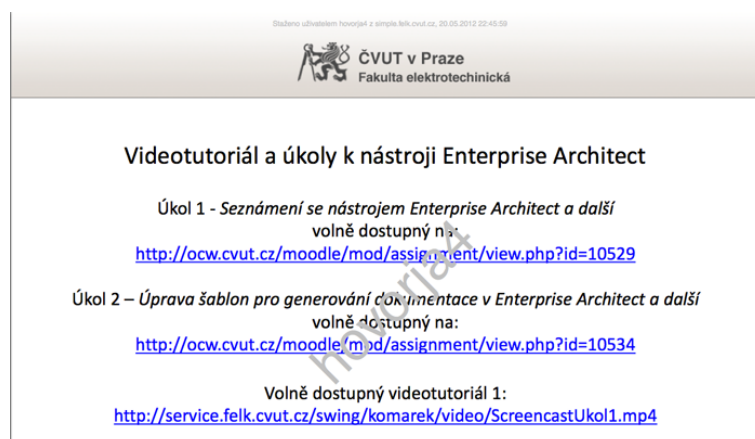 Staženo uživatelem hovorja4 z simple.felk.cvut.cz, 20.05.2012 22:45:59
ČVUT v Praze
Fakulta elektrotechinická
Videotutoriál a úkoly k nástroji Enterprise Architect
Úkol 1 - Seznámení se nástrojem Enterprise Architect a další
volně dostupný na:
http://ocw.cvut.cz/moodle/mod/assignment/view.php?id=10529
Úkol 2 – Úprava šablon pro generování dokumentace v Enterprise Architect a další
volně dostupný na:
http://ocw.cvut.cz/moodle/mod/assignment/view.php?id=10534
hovorja4
Volně dostupný videotutoriál 1:
http://service.felk.cvut.cz/swing/komarek/video/ScreencastUkol1.mp4